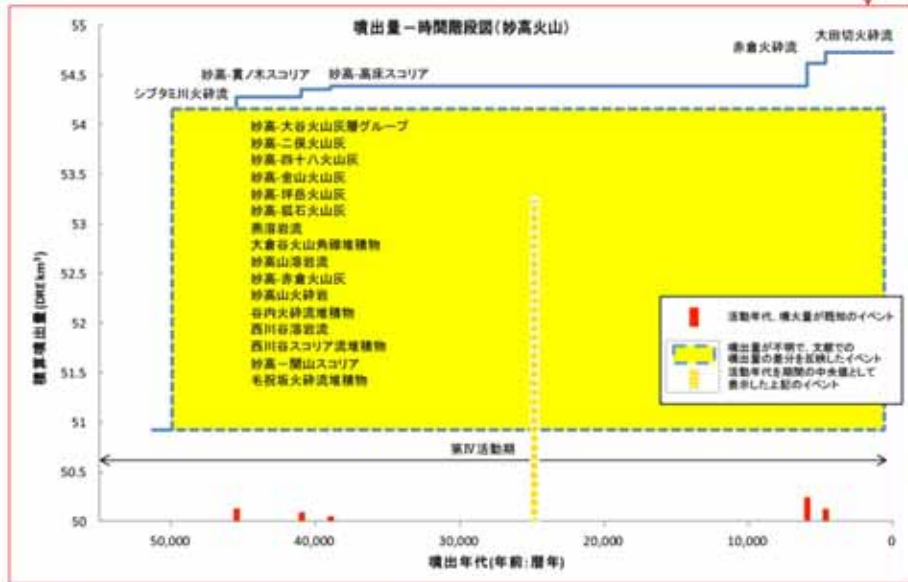 噴出量－時間階段図(妙高火山)
積算噴出量(DREkm³)
55
54.5
54
53.5
53
52.5
52
51.5
51
50.5
50
大田切火砕流
赤倉火砕流
妙高-貫ノ木スコリア
妙高-高床スコリア
シブタミ川火砕流
妙高-大谷火山灰層グループ
妙高-二俣火山灰
妙高-四十八火山灰
妙高-金山火山灰
妙高-坪岳火山灰
妙高-狐石火山灰
燕溶岩流
大倉谷火山角礫堆積物
妙高山溶岩流
妙高-赤倉火山灰
妙高山火砕岩
谷内火砕流堆積物
西川谷溶岩流
西川谷スコリア流堆積物
妙高－関山スコリア
毛祝坂火砕流堆積物
活動年代、噴火量が既知のイベント
噴出量が不明で、文献での
噴出量の差分を反映したイベント
活動年代を期間の中央値として
表示した上記のイベント
第Ⅳ活動期
50,000
40,000
30,000
20,000
10,000
0
噴出年代(年前:暦年)